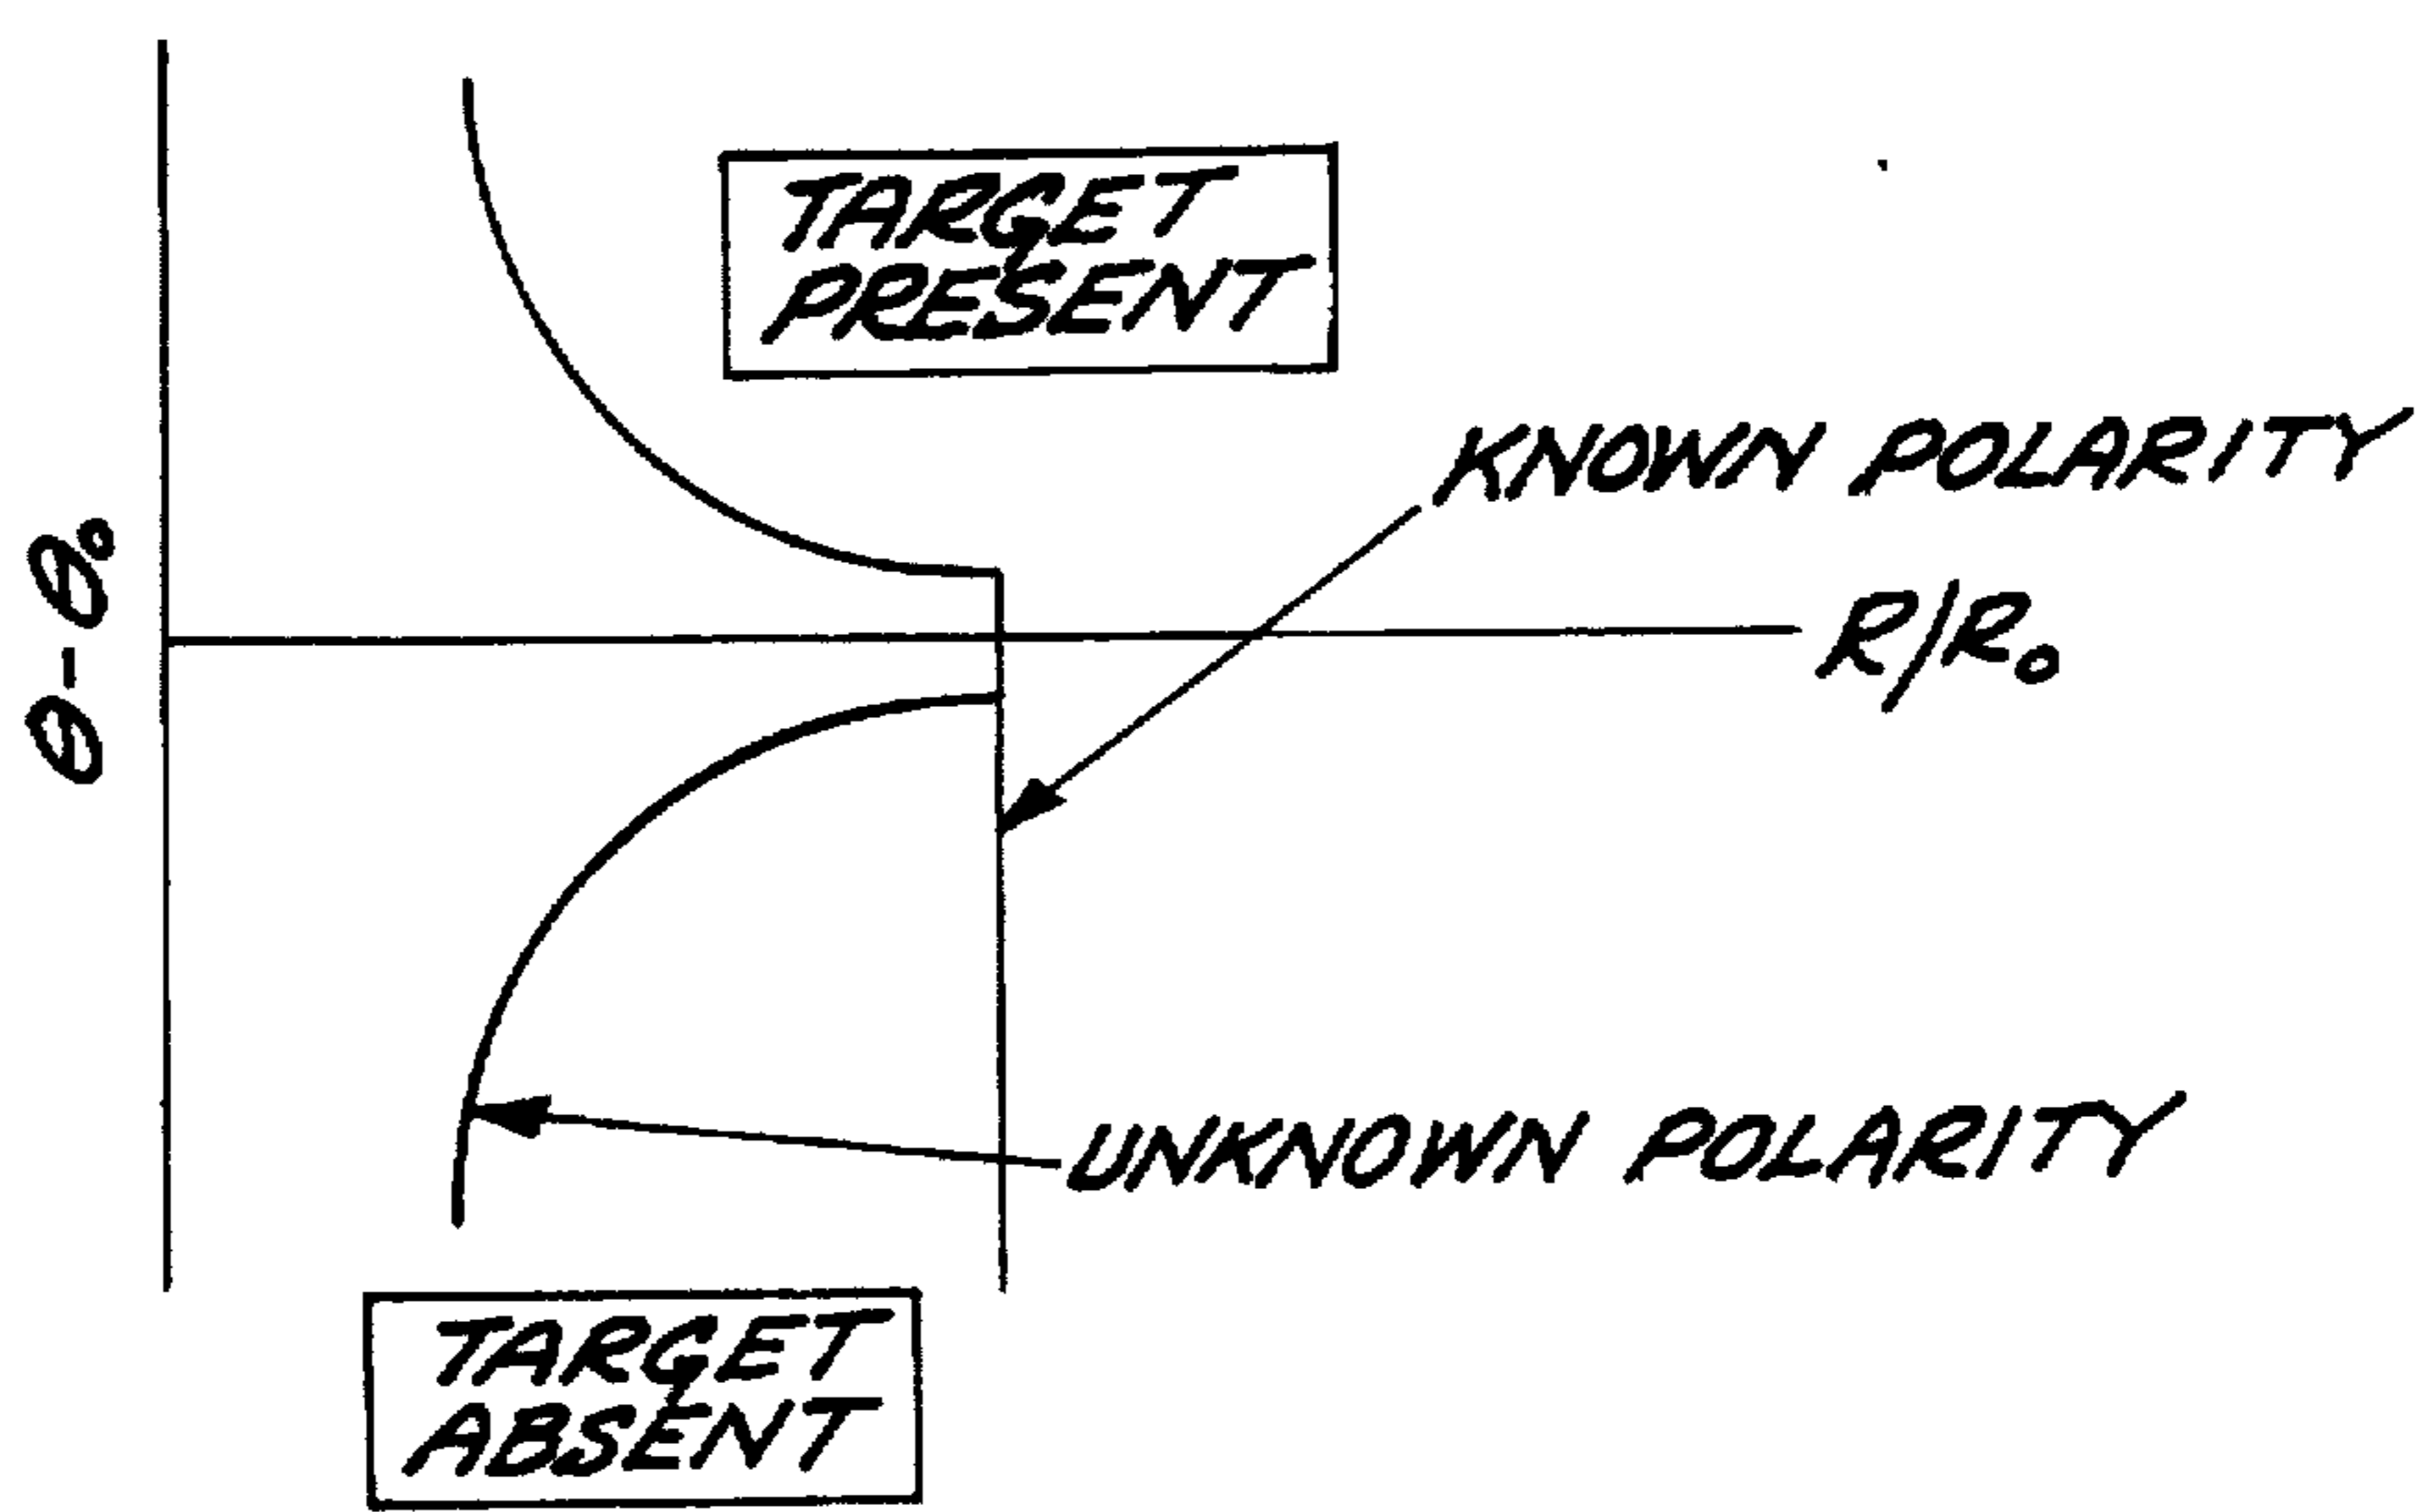 TARGET
PRESENT
KNOWN POLARITY
θ - θ₀
R/R₀
UNKNOWN POLARITY
TARGET
ABSENT